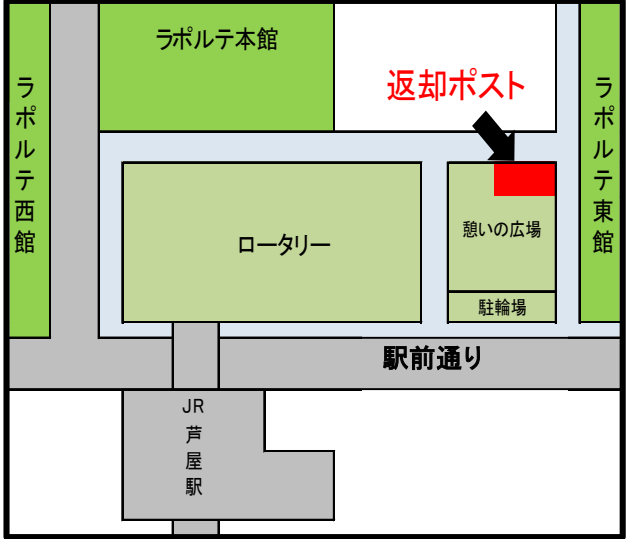 ラポルテ本館
返却ポスト
ラポルテ西館
ラポルテ東館
憩いの広場
ロータリー
駐輪場
駅前通り
JR芦屋駅